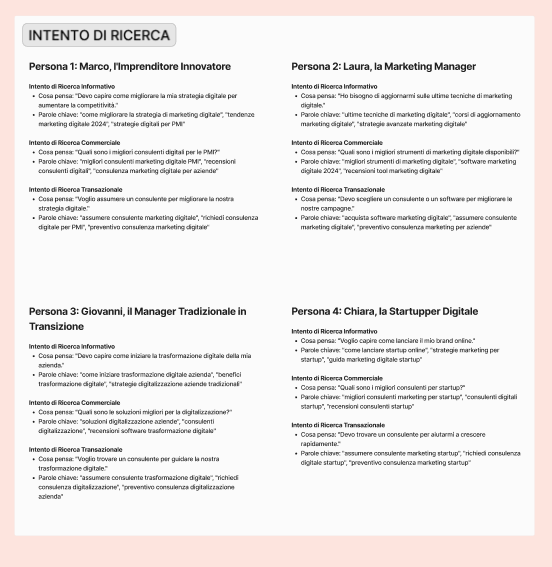 INTENTO DI RICERCA
Persona 1: Marco, l'Imprenditore Innovatore
Intento di Ricerca Informativo
• Cosa pensa: "Devo capire come migliorare la mia strategia digitale per
aumentare la competitività."
• Parole chiave: "come migliorare la strategia di marketing digitale", "tendenze
marketing digitale 2024", "strategie digitali per PMI"
Intento di Ricerca Commerciale
• Cosa pensa: "Quali sono i migliori consulenti digitali per le PMI?"
• Parole chiave: "migliori consulenti marketing digitale PMI", "recensioni
consulenti digitali", "consulenza digitale per aziende"
Intento di Ricerca Transazionale
• Cosa pensa: "Voglio assumere un consulente per migliorare la nostra
strategia digitale."
• Parole chiave: "assumere consulente marketing digitale", "richiedi consulenza
digitale per PMI", "preventivo consulenza marketing digitale"
Persona 2: Laura, la Marketing Manager
Intento di Ricerca Informativo
• Cosa pensa: "Ho bisogno di aggiornarmi sulle ultime tecniche di marketing
digitale."
• Parole chiave: "ultime tecniche di marketing digitale", "corsi di aggiornamento
marketing digitale", "strategie avanzate marketing digitale"
Intento di Ricerca Commerciale
• Cosa pensa: "Quali sono i migliori strumenti di marketing digitale disponibili?"
• Parole chiave: "migliori strumenti di marketing digitale", "software marketing
digitale 2024", "recensioni tool marketing digitale"
Intento di Ricerca Transazionale
• Cosa pensa: "Devo scegliere un consulente o un software per migliorare le
nostre campagne."
• Parole chiave: "acquista software marketing digitale", "assumere consulente
marketing digitale", "preventivo consulenza marketing per aziende"
Persona 3: Giovanni, il Manager Tradizionale in
Transizione
Intento di Ricerca Informativo
• Cosa pensa: "Devo capire come iniziare la trasformazione digitale della mia
azienda."
• Parole chiave: "come iniziare trasformazione digitale azienda", "benefici
trasformazione digitale", "strategie digitalizzazione aziende tradizionali"
Intento di Ricerca Commerciale
• Cosa pensa: "Quali sono le soluzioni migliori per la digitalizzazione?"
• Parole chiave: "soluzioni digitalizzazione aziende", "consulenti
digitalizzazione", "recensioni software trasformazione digitale"
Intento di Ricerca Transazionale
• Cosa pensa: "Voglio trovare un consulente per guidare la nostra
trasformazione digitale."
• Parole chiave: "assumere consulente trasformazione digitale", "richiedi
consulenza digitalizzazione", "preventivo consulenza digitalizzazione
azienda"
Persona 4: Chiara, la Startupper Digitale
Intento di Ricerca Informativo
• Cosa pensa: "Voglio capire come lanciare il mio brand online."
• Parole chiave: "come lanciare startup online", "strategie marketing per
startup", "guida marketing digitale startup"
Intento di Ricerca Commerciale
• Cosa pensa: "Quali sono i migliori consulenti per startup?"
• Parole chiave: "migliori consulenti marketing per startup", "consulenti digitali
startup", "recensioni consulenti startup"
Intento di Ricerca Transazionale
• Cosa pensa: "Devo trovare un consulente per aiutarmi a crescere
rapidamente."
• Parole chiave: "assumere consulente marketing startup", "richiedi consulenza
digitale startup", "preventivo consulenza marketing startup"